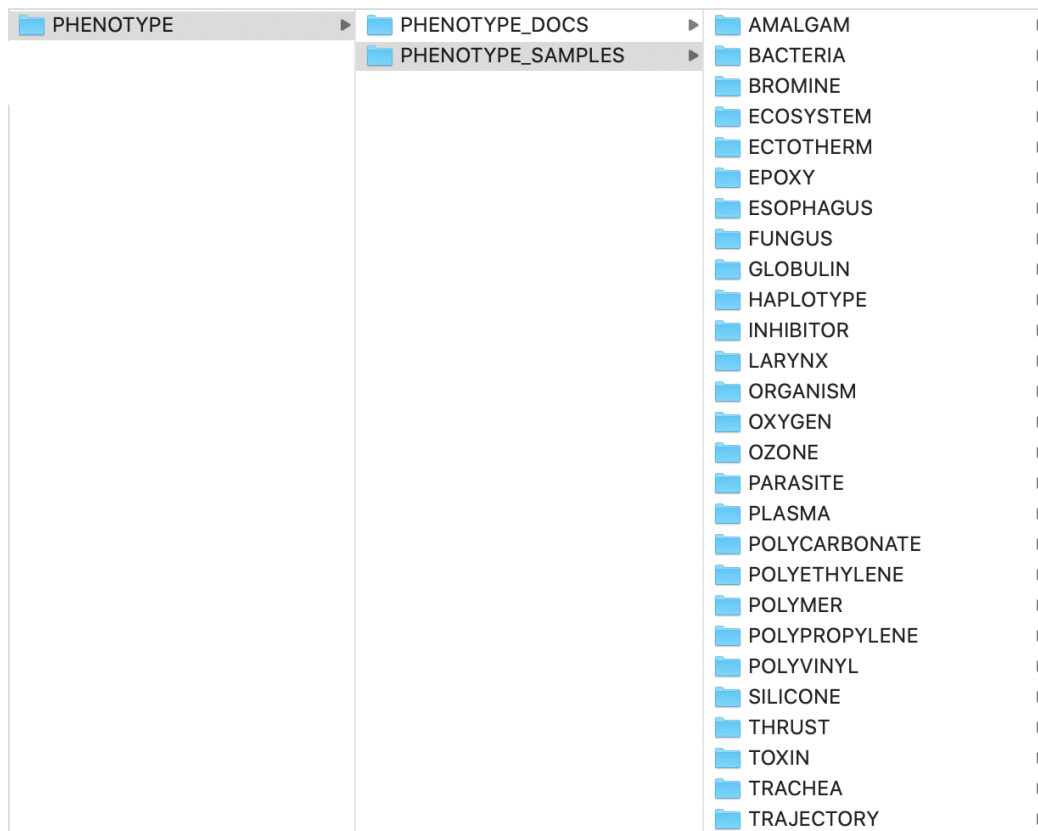 PHENOTYPE
PHENOTYPE_DOCS
PHENOTYPE_SAMPLES
AMALGAM
BACTERIA
BROMINE
ECOSYSTEM
ECTOTHERM
EPOXY
ESOPHAGUS
FUNGUS
GLOBULIN
HAPLOTYPE
INHIBITOR
LARYNX
ORGANISM
OXYGEN
OZONE
PARASITE
PLASMA
POLYCARBONATE
POLYETHYLENE
POLYMER
POLYPROPYLENE
POLYVINYL
SILICONE
THRUST
TOXIN
TRACHEA
TRAJECTORY